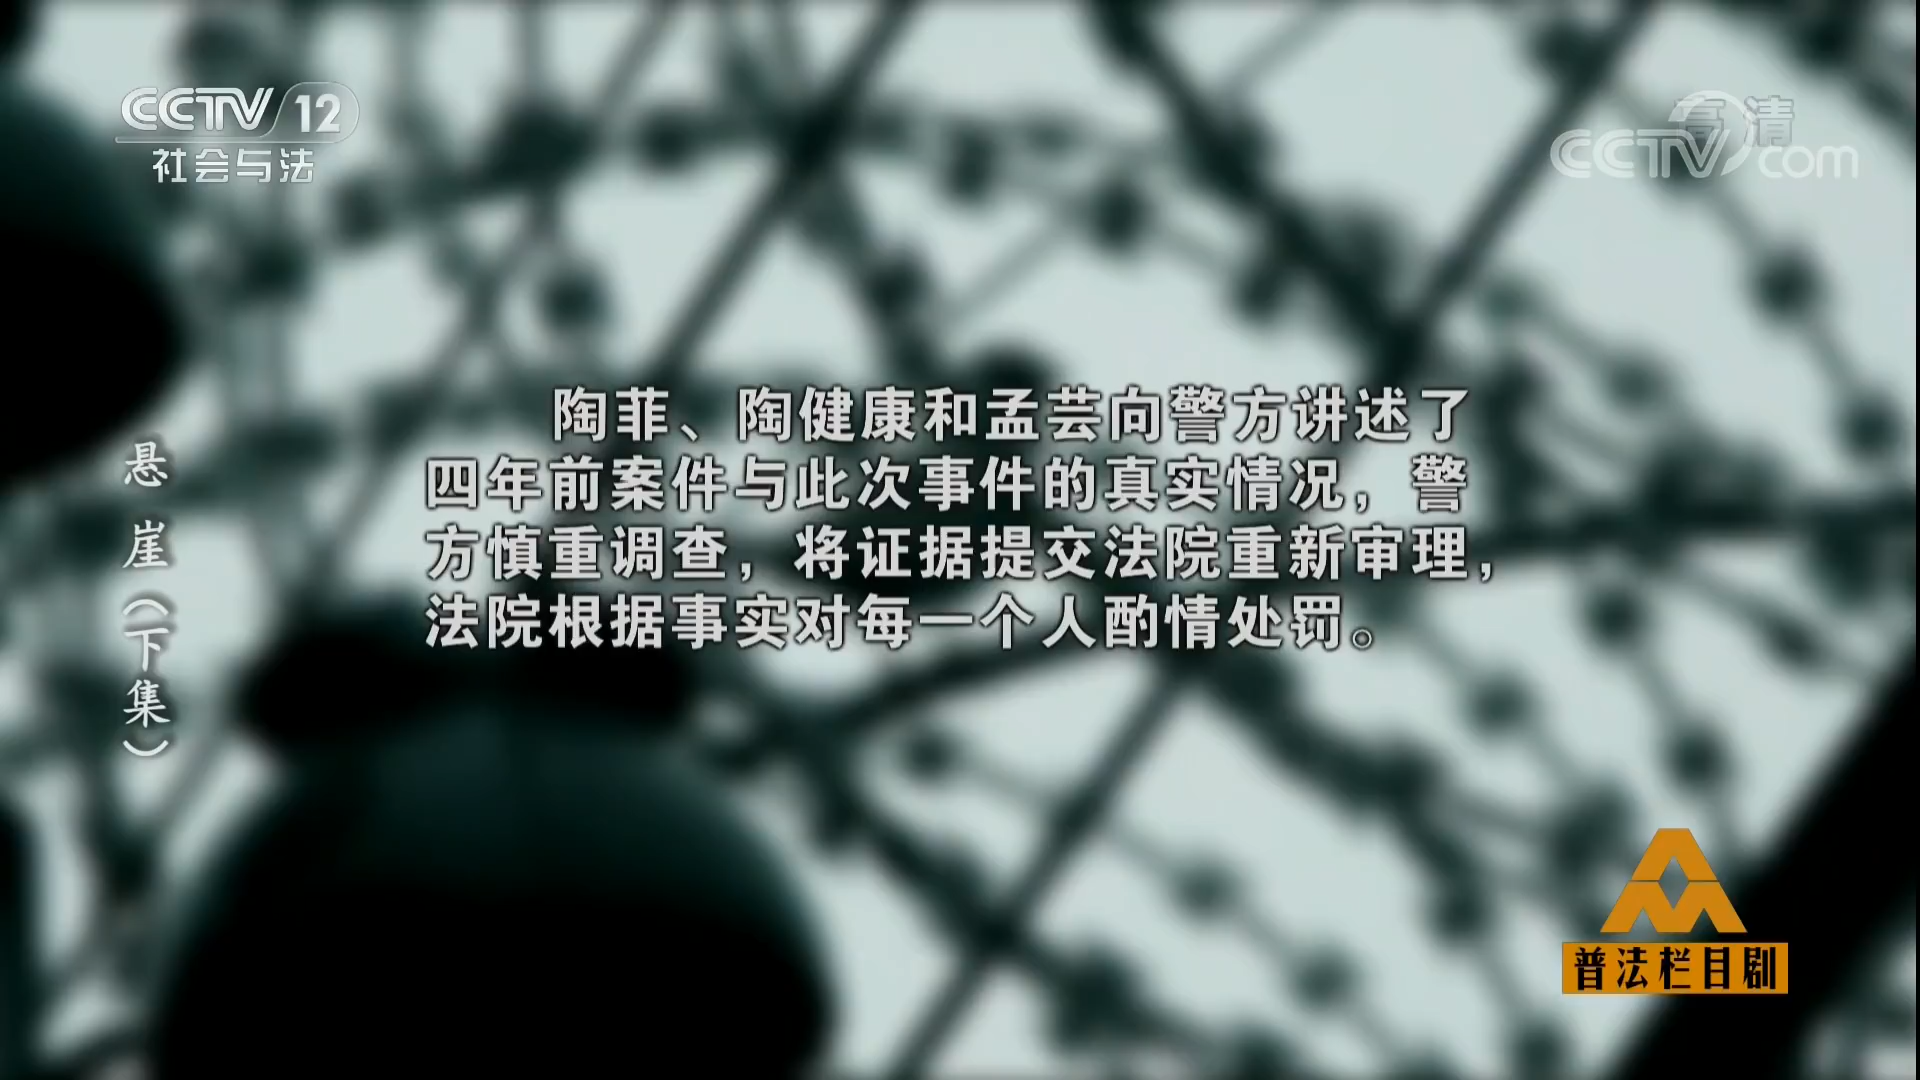 CCTV 12
社会与法
高清
CCTV.com
陶菲、陶健康和孟芸向警方讲述了
四年前案件与此次事件的真实情况，警
方慎重调查，将证据提交法院重新审理，
法院根据事实对每一个人酌情处罚。
悬崖（下集）
普法栏目剧